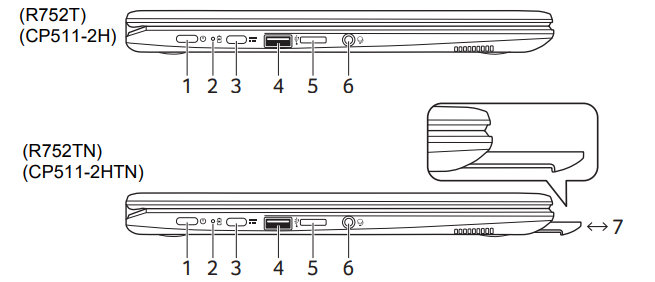 (R752T)
(CP511-2H)
1 2 3 4 5 6
(R752TN)
(CP511-2HTN)
7
1 2 3 4 5 6